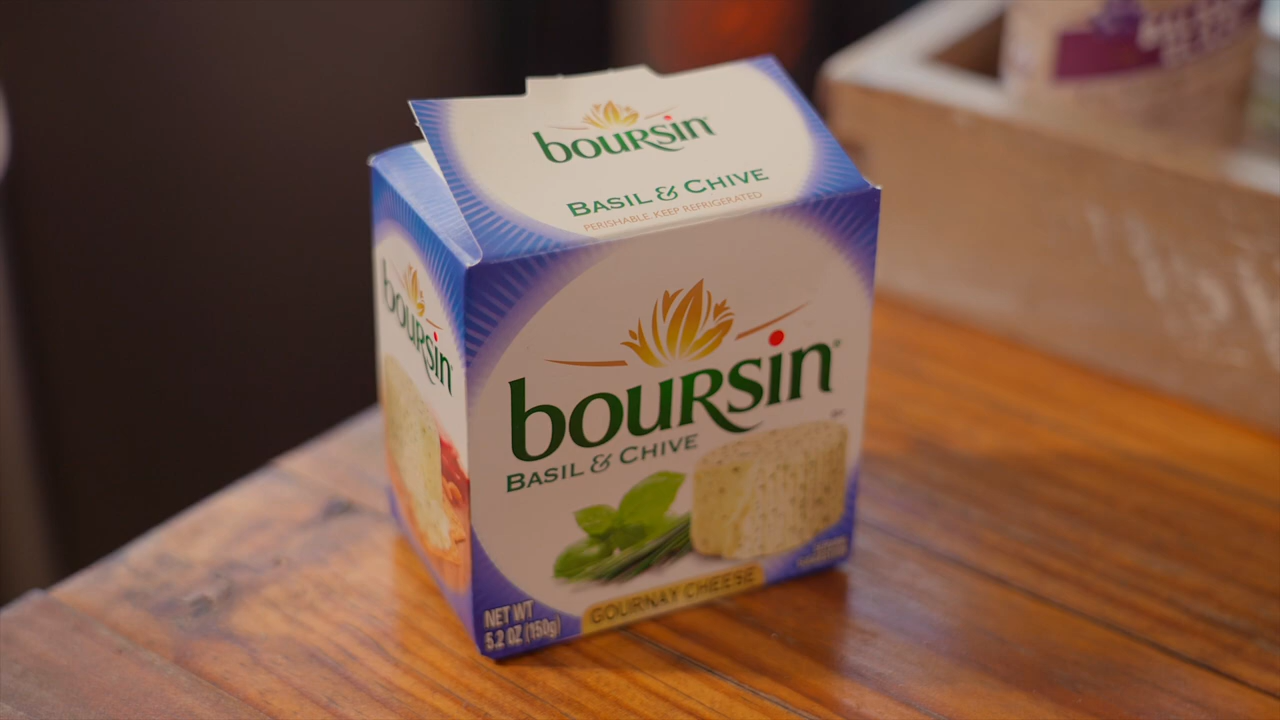 boursin
BASIL & CHIVE
PERISHABLE. KEEP REFRIGERATED
boursin
boursin®
BASIL & CHIVE
GOURNAY CHEESE
NET WT
5.2 OZ (150g)